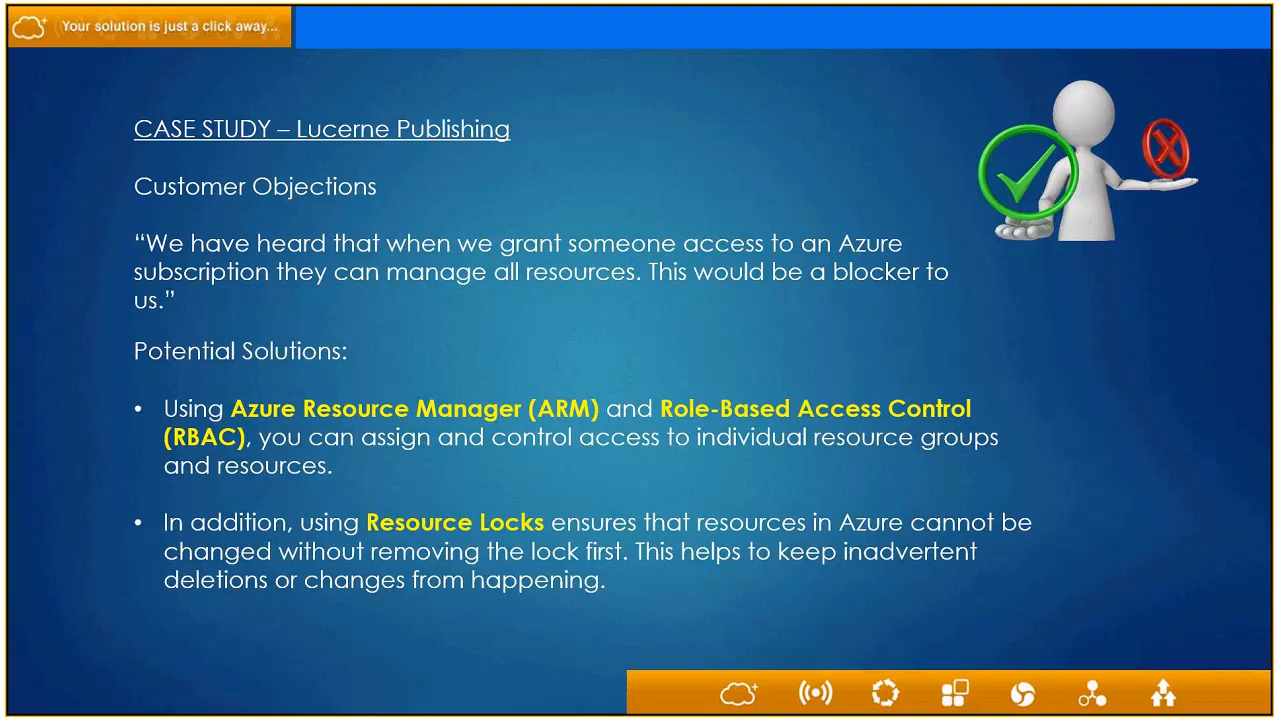 Your solution is just a click away...
CASE STUDY – Lucerne Publishing
Customer Objections
“We have heard that when we grant someone access to an Azure
subscription they can manage all resources. This would be a blocker to
us.”
Potential Solutions:
• Using Azure Resource Manager (ARM) and Role-Based Access Control
(RBAC), you can assign and control access to individual resource groups
and resources.
• In addition, using Resource Locks ensures that resources in Azure cannot be
changed without removing the lock first. This helps to keep inadvertent
deletions or changes from happening.